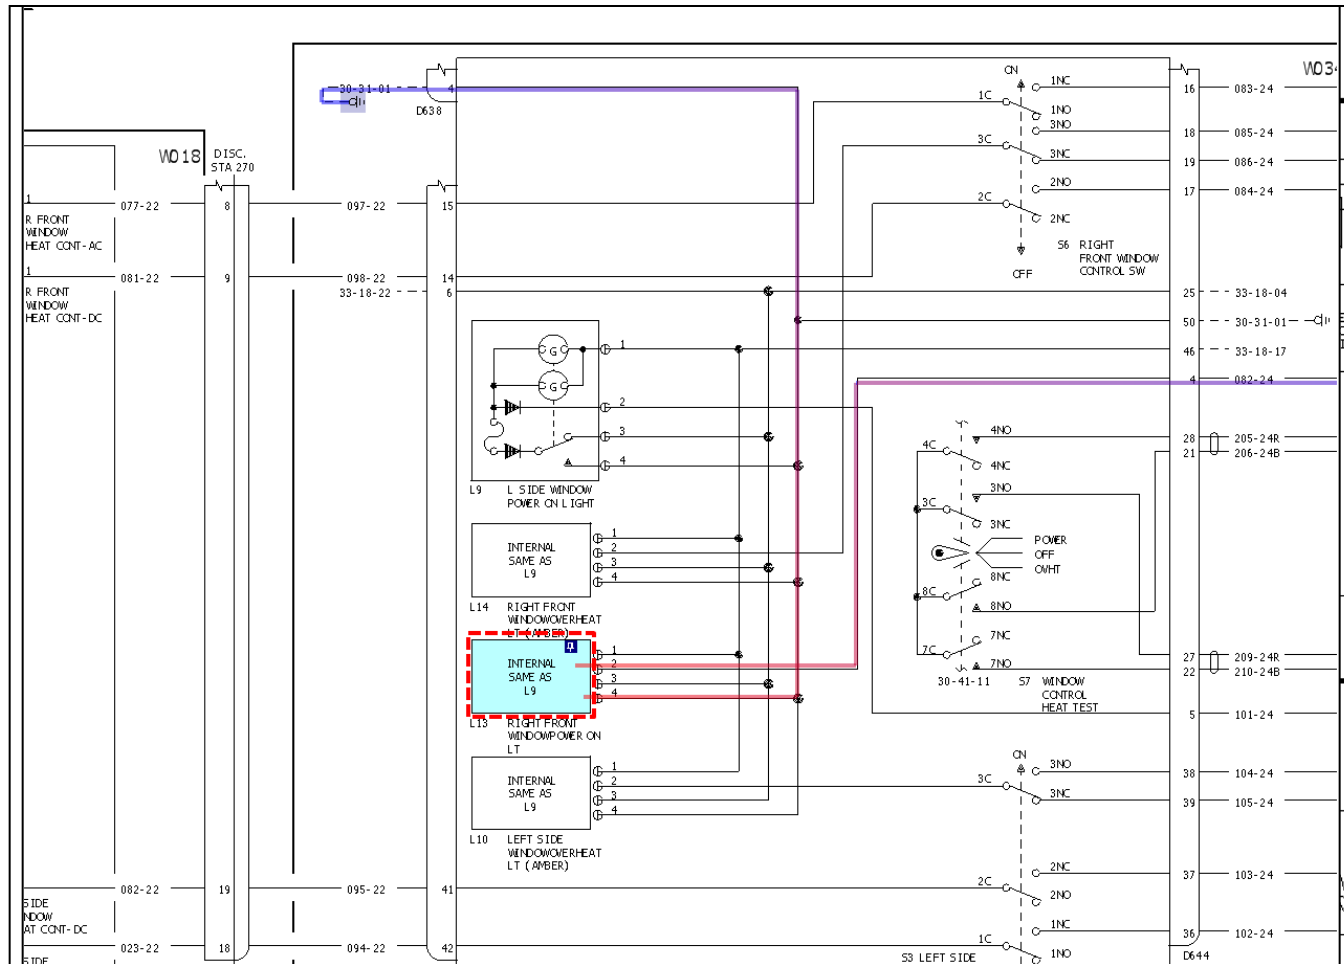 W018
DISC.
STA 270
1
R FRONT
WINDOW
HEAT CONT-AC
077-22
8
097-22
15
1
R FRONT
WINDOW
HEAT CONT-DC
081-22
9
098-22
14
33-18-22
6
30-31-01
4
D638
SIDE
NDOW
AT CONT-DC
082-22
19
095-22
41
023-22
18
094-22
42
SIDE
1
2
3
4
G
G
L9
L SIDE WINDOW
POWER ON LIGHT
INTERNAL
SAME AS
L9
1
2
3
4
L14
RIGHT FRONT
WINDOWOVERHEAT
LT (AMBER)
INTERNAL
SAME AS
L9
1
2
3
4
L13
RIGHT FRONT
WINDOWPOWER ON
LT
INTERNAL
SAME AS
L9
1
2
3
4
L10
LEFT SIDE
WINDOWOVERHEAT
LT (AMBER)
ON
1NC
1C
1NO
3NO
3C
3NC
2NO
2C
2NC
OFF
S6 RIGHT
FRONT WINDOW
CONTROL SW
W034
16
083-24
18
085-24
19
086-24
17
084-24
25
33-18-04
50
30-31-01
46
33-18-17
4
082-24
4NO
4C
4NC
3NO
3C
3NC
POWER
OFF
OVHT
8NC
8C
8NO
7NC
7C
7NO
30-41-11
S7 WINDOW
CONTROL
HEAT TEST
28
205-24R
21
206-24B
27
209-24R
22
210-24B
5
101-24
ON
3NO
3C
3NC
2NC
2C
2NO
1NC
1C
1NO
S3 LEFT SIDE
38
104-24
39
105-24
37
103-24
36
102-24
D644